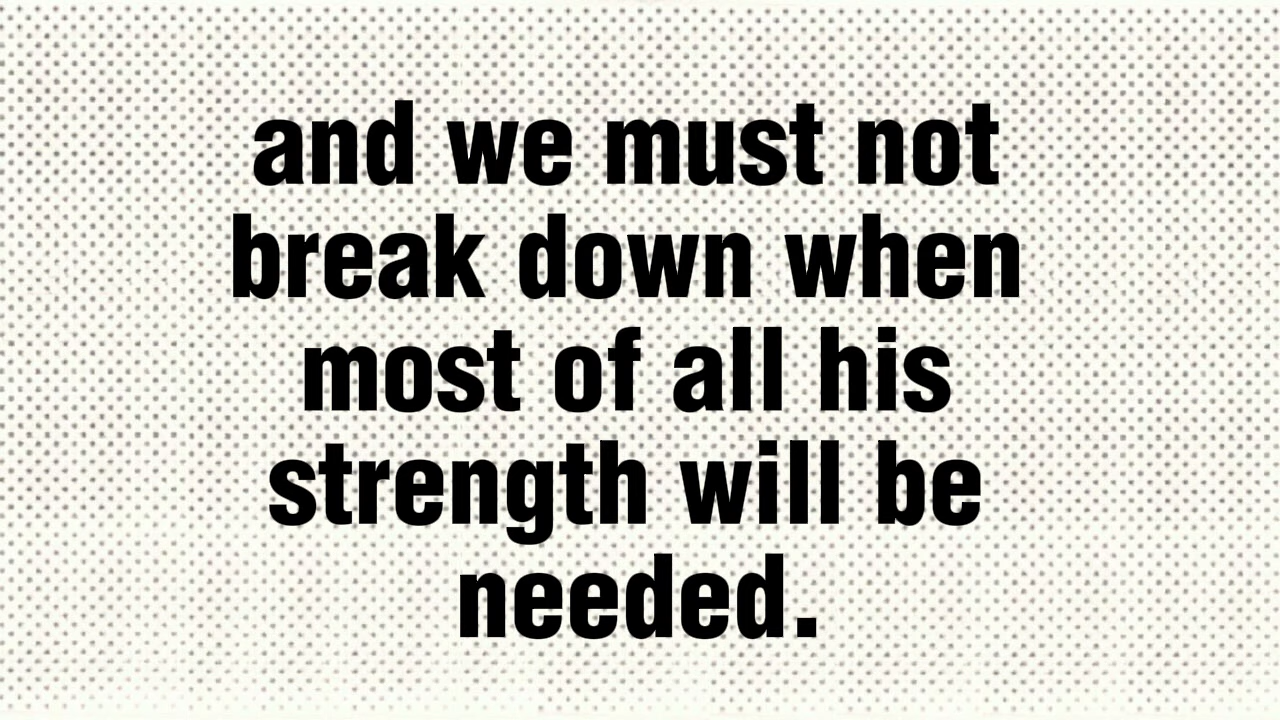 and we must not
break down when
most of all his
strength will be
needed.